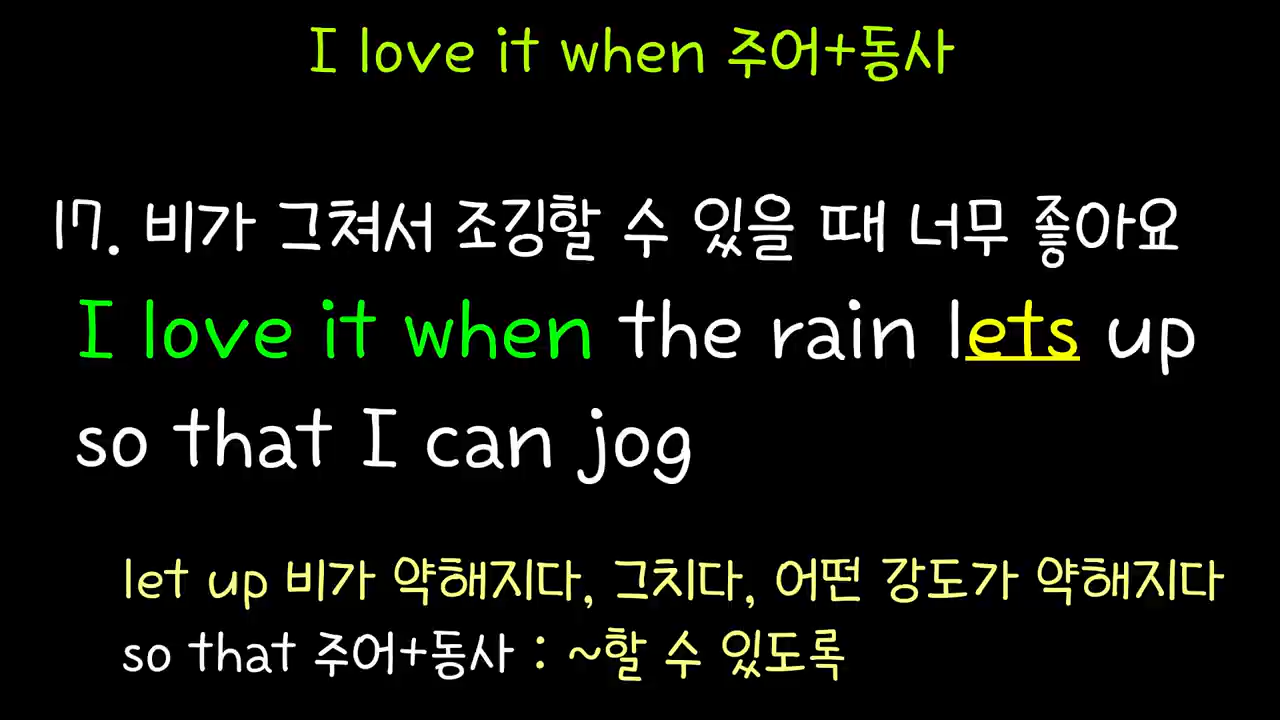 I love it when 주어+동사
17. 비가 그쳐서 조깅할 수 있을 때 너무 좋아요
I love it when the rain lets up
so that I can jog
let up 비가 약해지다, 그치다, 어떤 강도가 약해지다
so that 주어+동사 : ~할 수 있도록